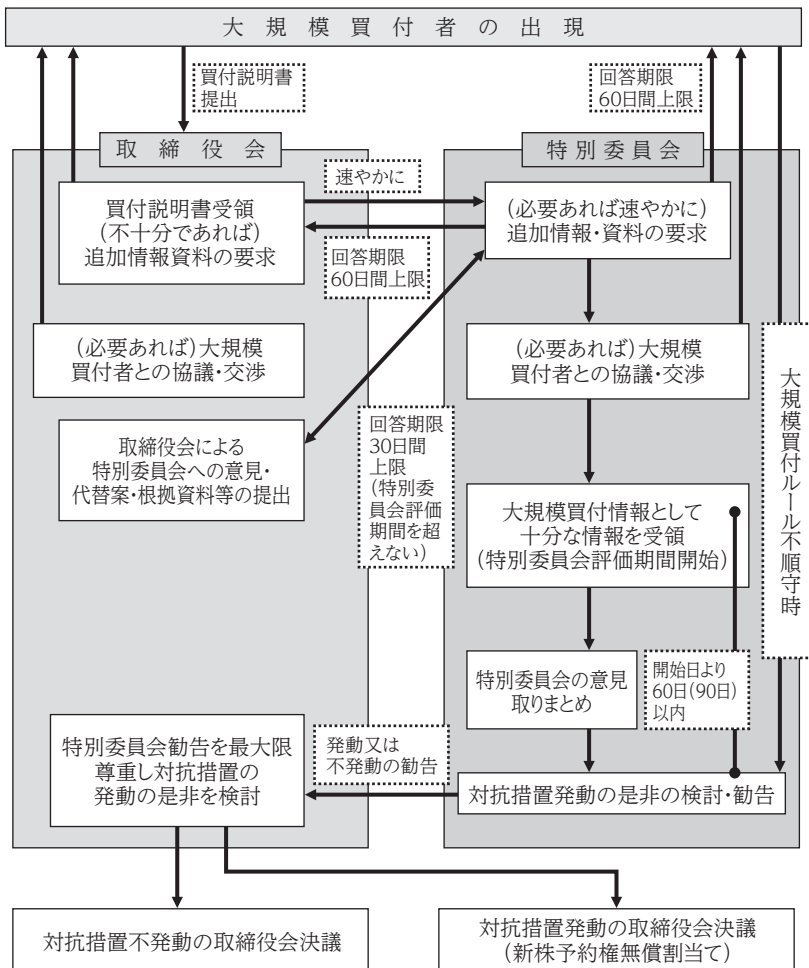 大規模買付者の出現
買付説明書
提出
回答期限
60日間上限
取締役会
特別委員会
速やかに
買付説明書受領
(不十分であれば)
追加情報資料の要求
(必要あれば速やかに)
追加情報・資料の要求
回答期限
60日間上限
(必要あれば)大規模
買付者との協議・交渉
(必要あれば)大規模
買付者との協議・交渉
大規模買付ルール不順守時
取締役会による
特別委員会への意見・
代替案・根拠資料等の提出
回答期限
30日間
上限
(特別委
員会評価
期間を超
えない)
大規模買付情報として
十分な情報を受領
(特別委員会評価期間開始)
特別委員会の意見
取りまとめ
開始日より
60日(90日)
以内
特別委員会勧告を最大限
尊重し対抗措置の
発動の是非を検討
発動又は
不発動の勧告
対抗措置発動の是非の検討・勧告
対抗措置不発動の取締役会決議
対抗措置発動の取締役会決議
(新株予約権無償割当て)